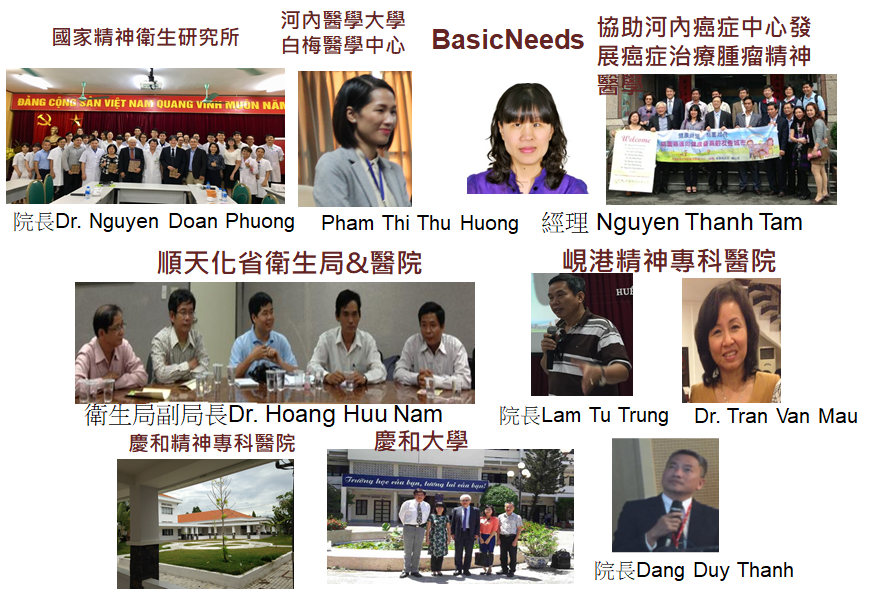 國家精神衛生研究所
河內醫學大學
白梅醫學中心
BasicNeeds
協助河內癌症中心發
展癌症治療腫瘤精神
醫學
ĐẢNG CỘNG SẢN VIỆT NAM QUANG VINH MUÔN NĂM
Welcome
院長Dr. Nguyen Doan Phuong
Pham Thi Thu Huong
經理 Nguyen Thanh Tam
順天化省衛生局&醫院
峴港精神專科醫院
HUẾ
衛生局副局長Dr. Hoang Huu Nam
院長Lam Tu Trung
Dr. Tran Van Mau
慶和精神專科醫院
慶和大學
Trường học của bạn, tương lai của bạn!
院長Dang Duy Thanh